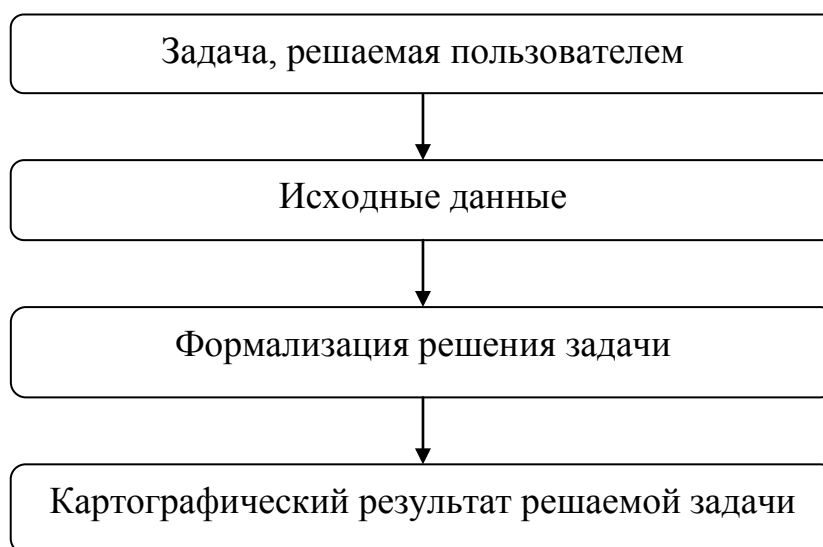 Задача, решаемая пользователем
Исходные данные
Формализация решения задачи
Картографический результат решаемой задачи